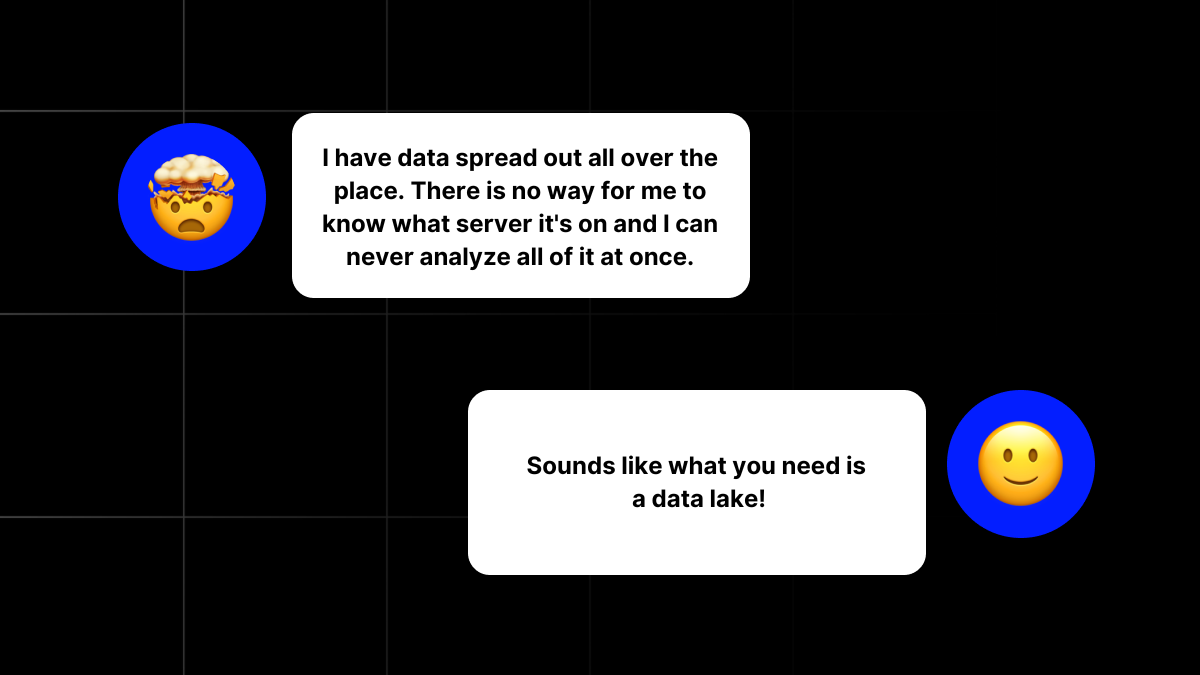 I have data spread out all over the
place. There is no way for me to
know what server it's on and I can
never analyze all of it at once.
Sounds like what you need is
a data lake!